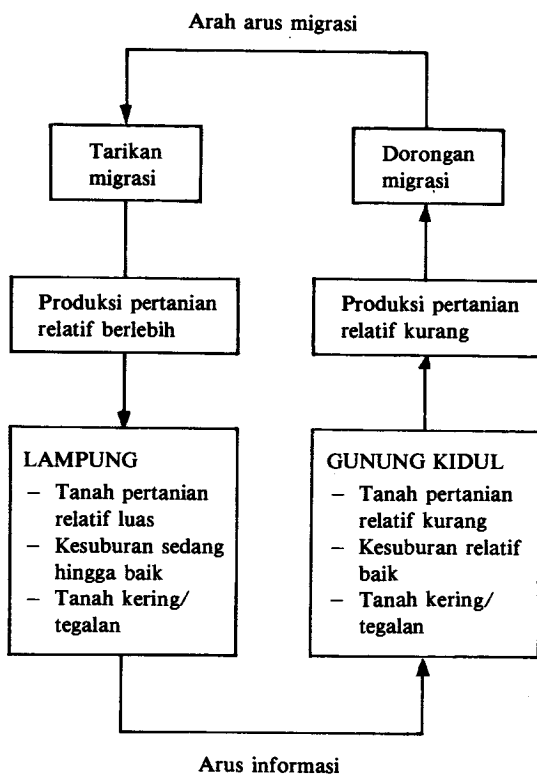 Arah arus migrasi
Tarikan
migrasi
Dorongan
migrasi
Produksi pertanian
relatif berlebih
Produksi pertanian
relatif kurang
LAMPUNG
– Tanah pertanian
relatif luas
– Kesuburan sedang
hingga baik
– Tanah kering/
tegalan
GUNUNG KIDUL
– Tanah pertanian
relatif kurang
– Kesuburan relatif
baik
– Tanah kering/
tegalan
Arus informasi